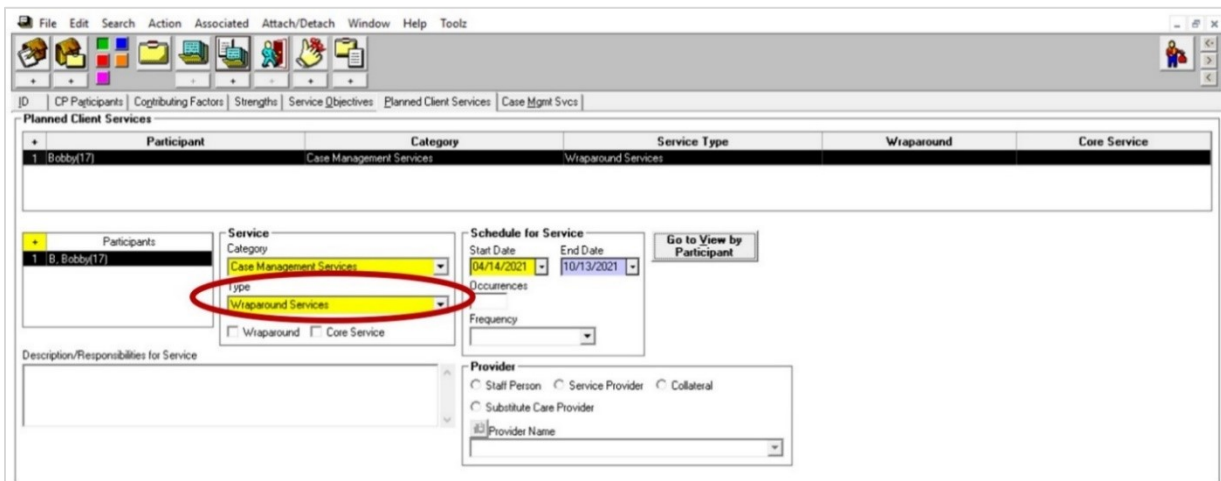 File Edit Search Action Associated Attach/Detach Window Help Toolz
+ + + + + + +
ID CP Participants Contributing Factors Strengths Service Objectives Planned Client Services Case Mgmt Svcs
Planned Client Services
+ Participant Category Service Type Wraparound Core Service
1 Bobby(17) Case Management Services Wraparound Services
+ Participants
1 B, Bobby(17)
Service
Category
Case Management Services
Type
Wraparound Services
Wraparound Core Service
Schedule for Service
Start Date End Date
04/14/2021 10/13/2021
Occurrences
Frequency
Go to View by
Participant
Description/Responsibilities for Service
Provider
Staff Person Service Provider Collateral
Substitute Care Provider
Provider Name